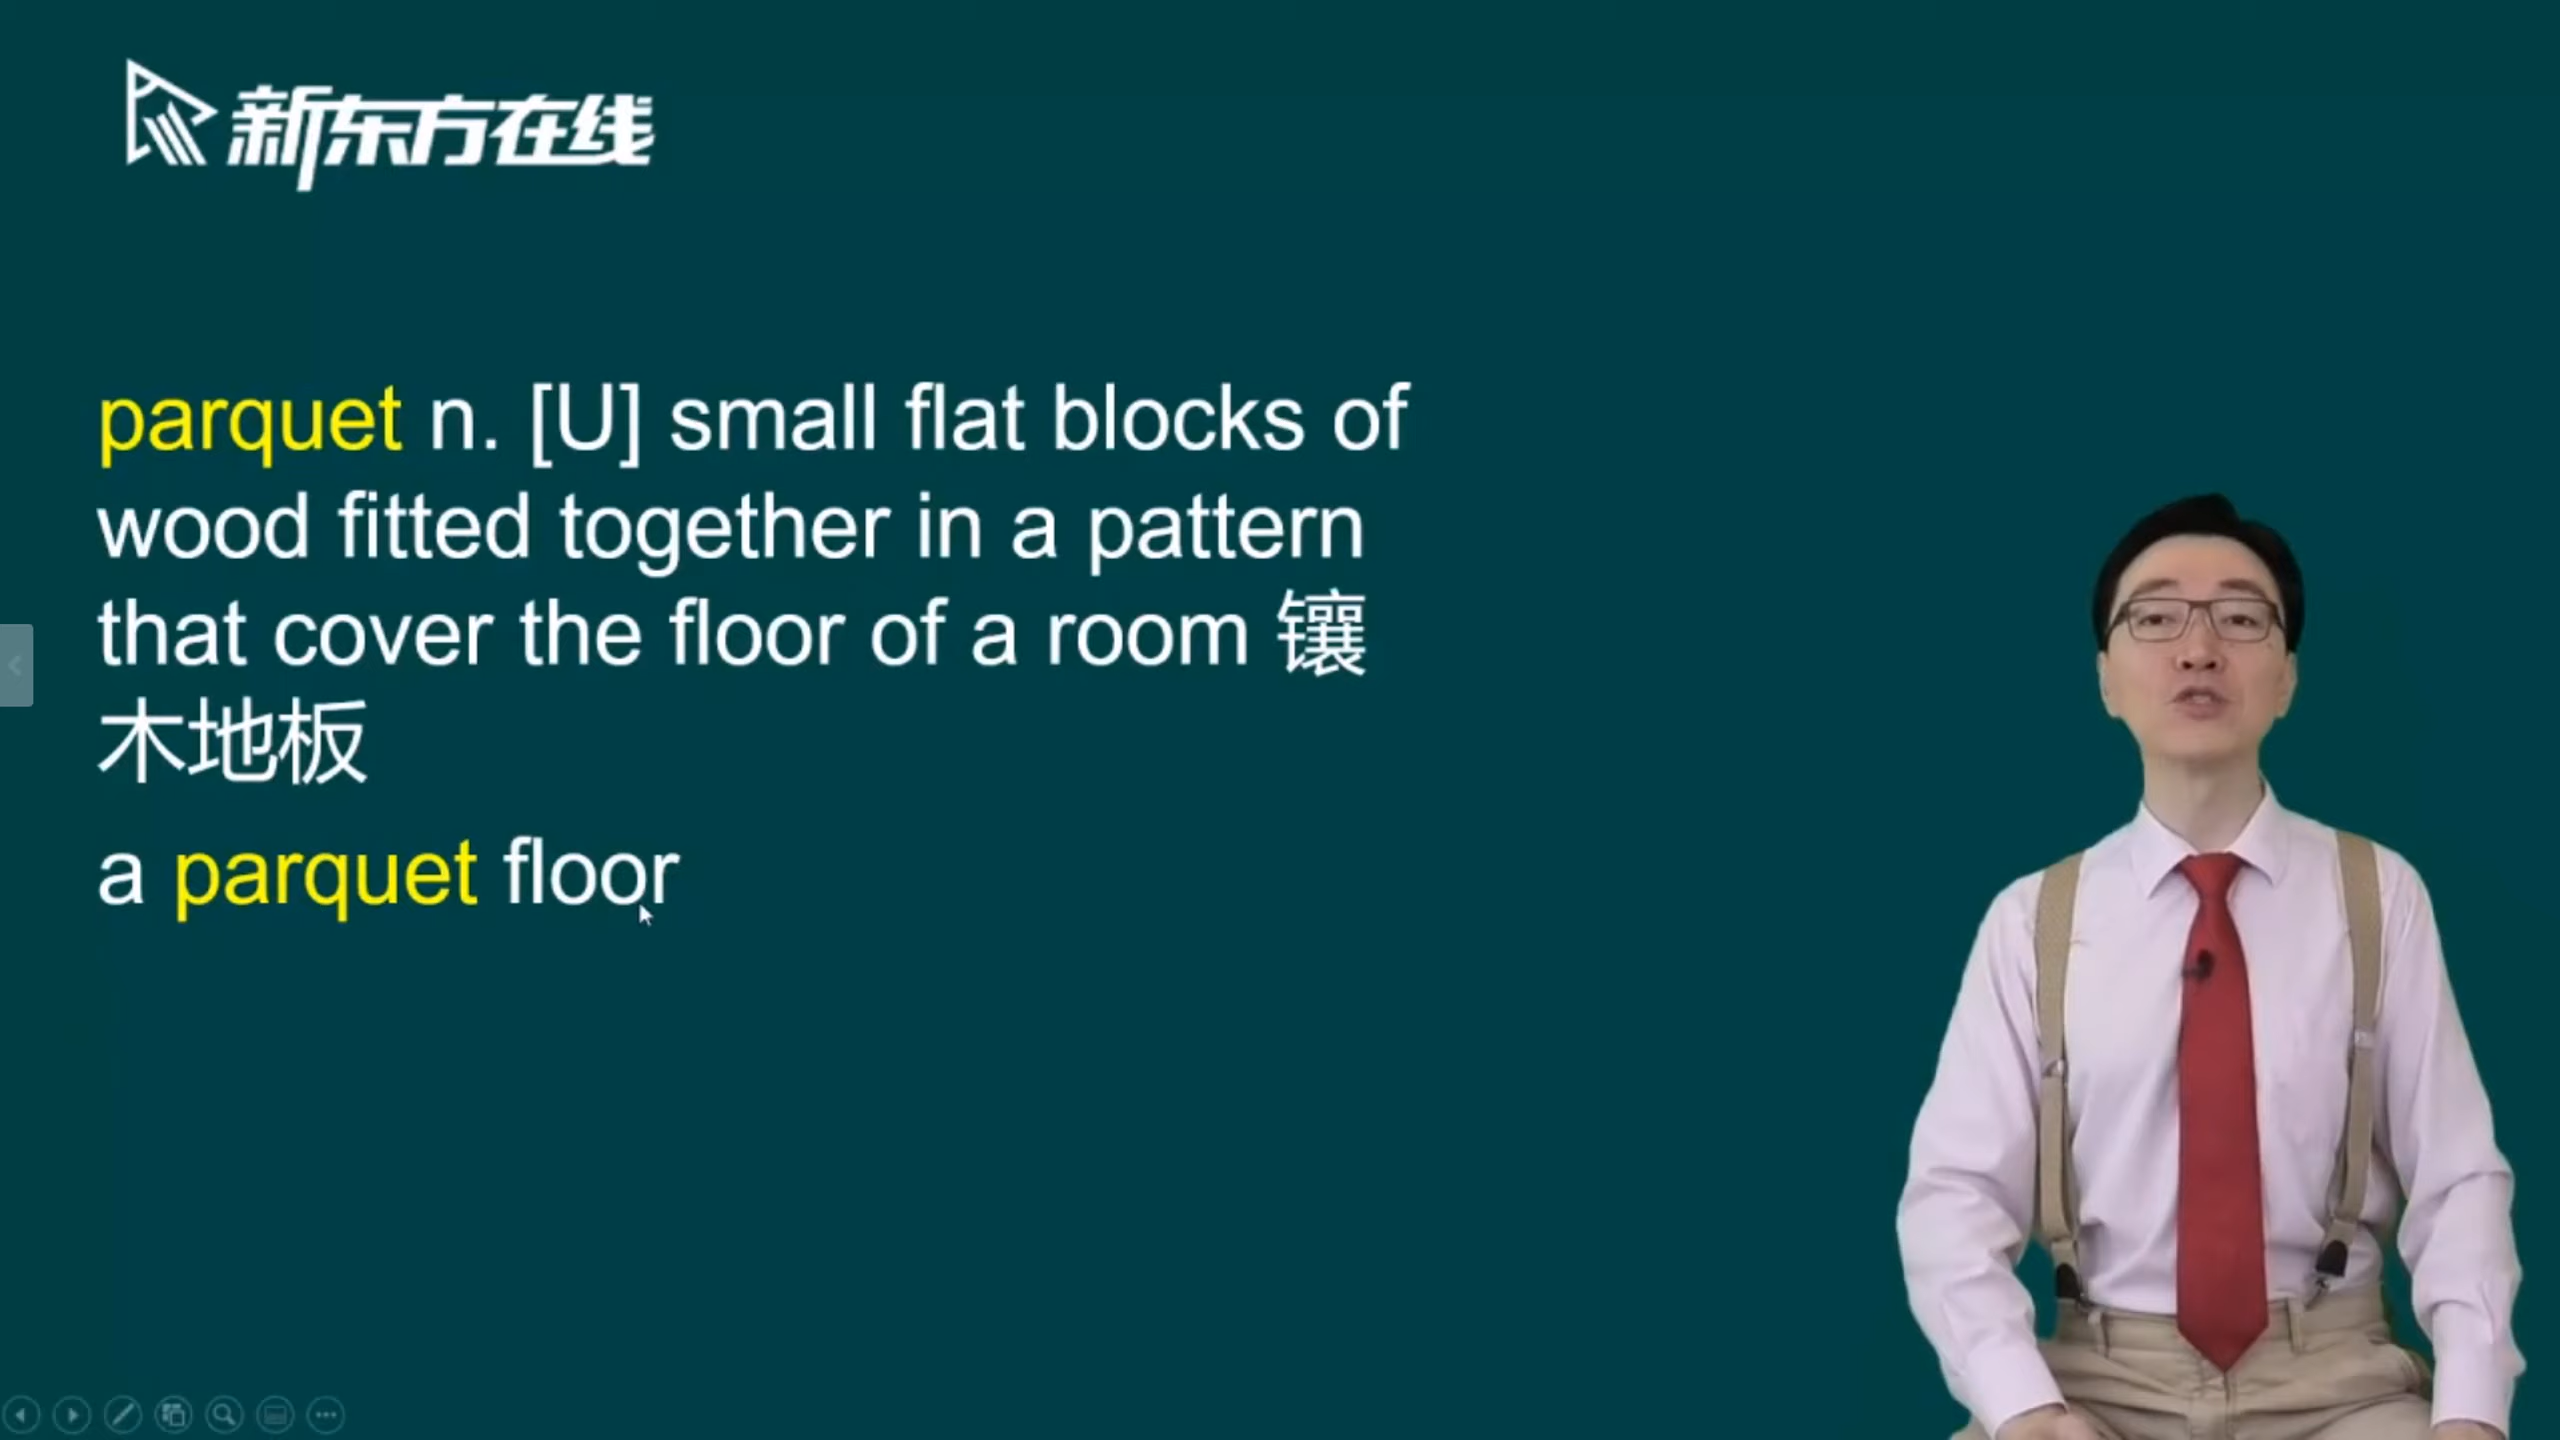 新东方在线
parquet n. [U] small flat blocks of
wood fitted together in a pattern
that cover the floor of a room 镶
木地板
a parquet floor